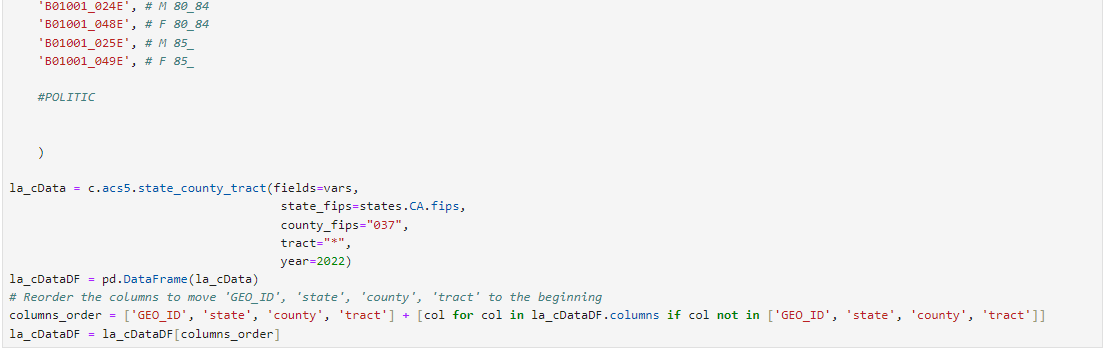 'B01001_024E', # M 80_84
'B01001_048E', # F 80_84
'B01001_025E', # M 85_
'B01001_049E', # F 85_
#POLITIC
)
la_cData = c.acs5.state_county_tract(fields=vars,
state_fips=states.CA.fips,
county_fips="037",
tract="*",
year=2022)
la_cDataDF = pd.DataFrame(la_cData)
# Reorder the columns to move 'GEO_ID', 'state', 'county', 'tract' to the beginning
columns_order = ['GEO_ID', 'state', 'county', 'tract'] + [col for col in la_cDataDF.columns if col not in ['GEO_ID', 'state', 'county', 'tract']]
la_cDataDF = la_cDataDF[columns_order]